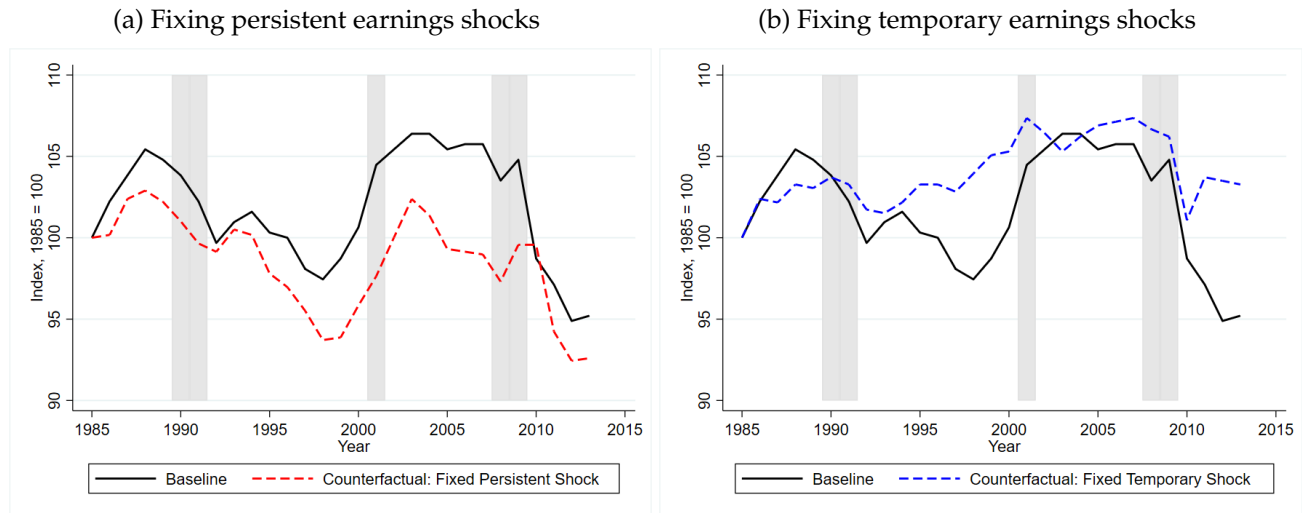 (a) Fixing persistent earnings shocks
110
105
100
95
90
Index, 1985 = 100
1985 1990 1995 2000 2005 2010 2015
Year
Baseline Counterfactual: Fixed Persistent Shock
(b) Fixing temporary earnings shocks
110
105
100
95
90
Index, 1985 = 100
1985 1990 1995 2000 2005 2010 2015
Year
Baseline Counterfactual: Fixed Temporary Shock